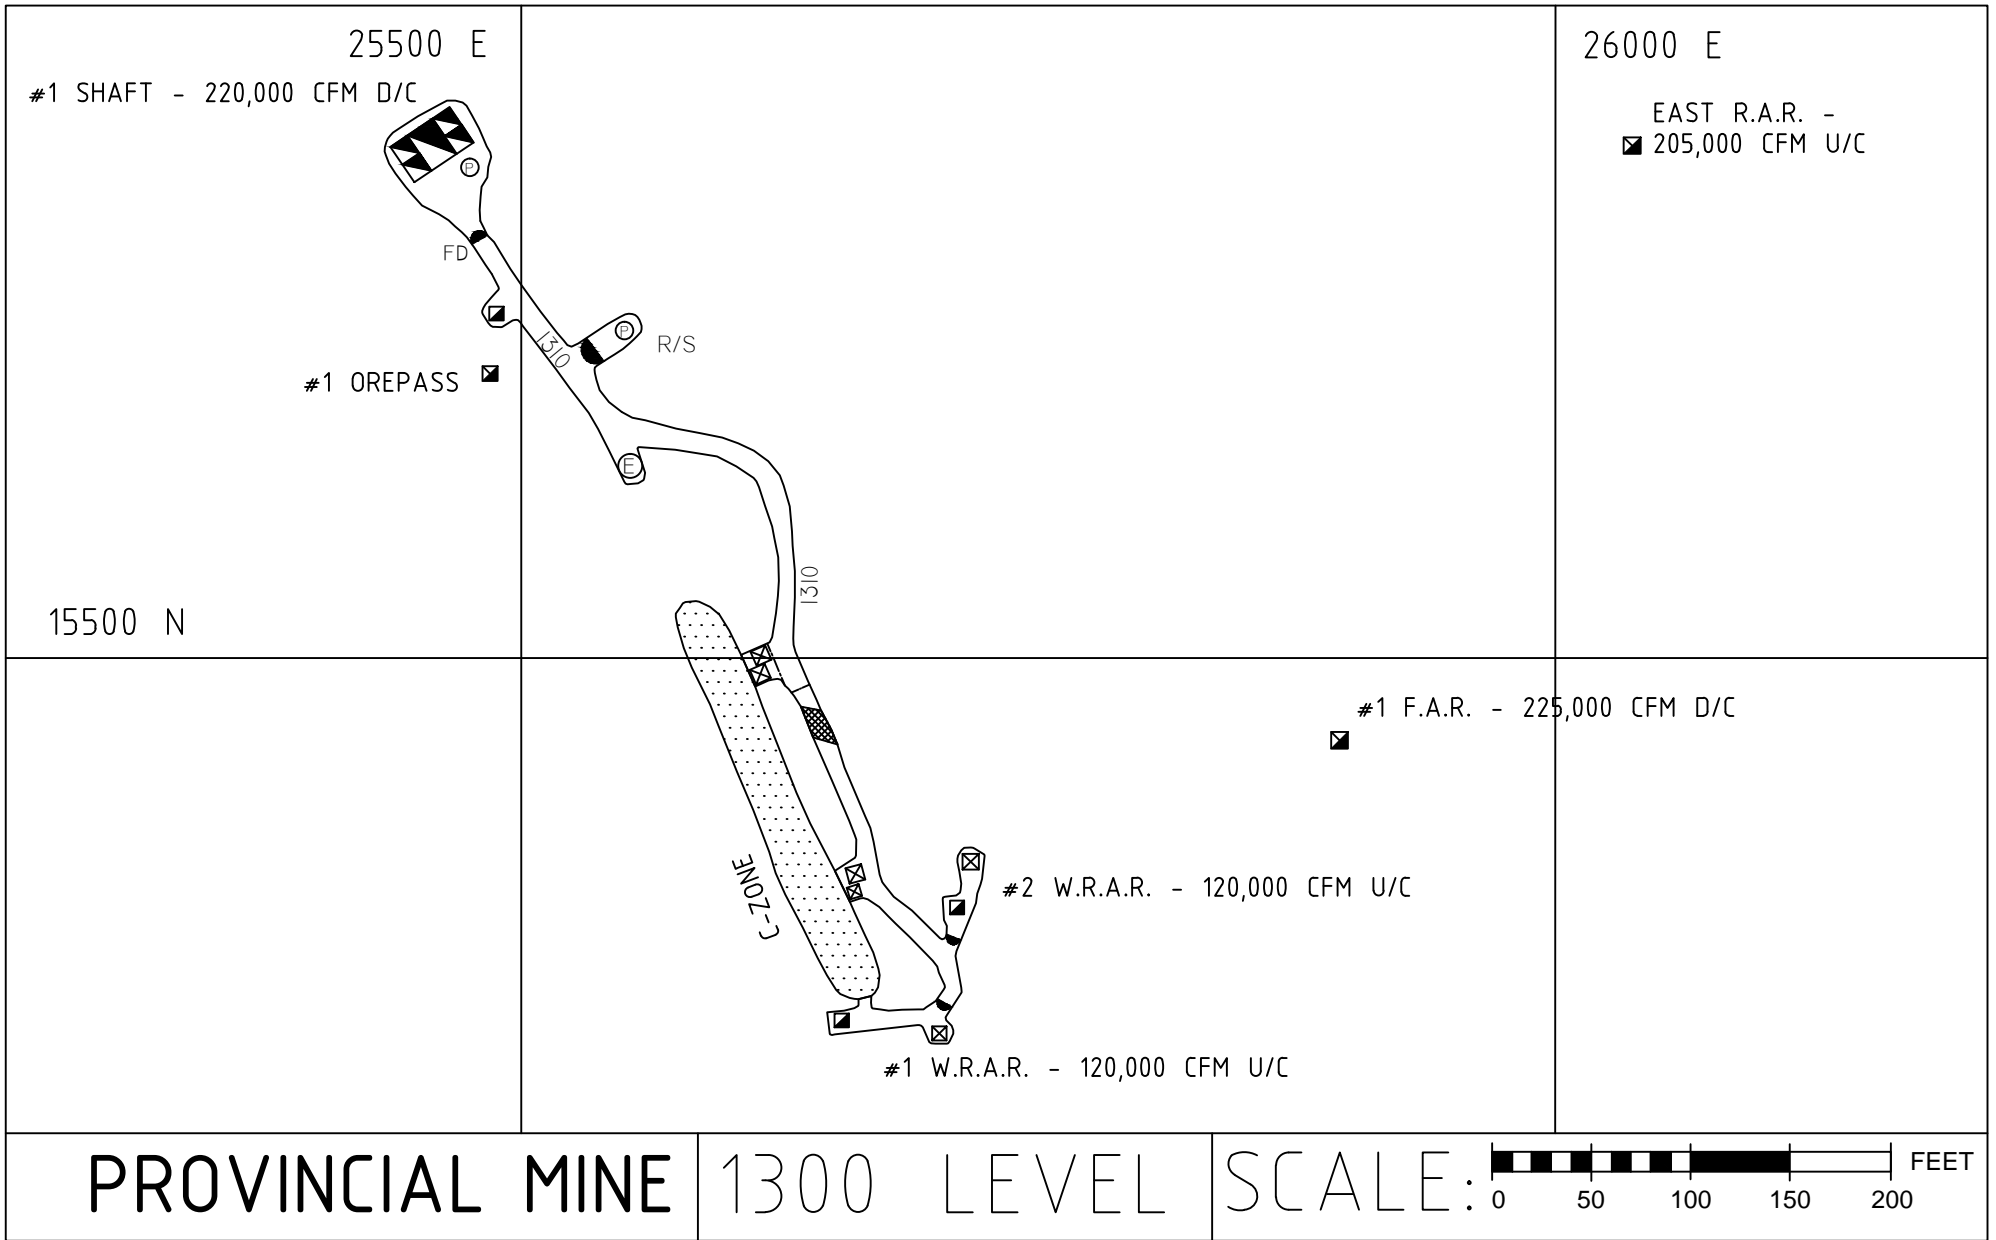 25500 E
26000 E
#1 SHAFT - 220,000 CFM D/C
EAST R.A.R. -
205,000 CFM U/C
P
FD
P
R/S
1310
#1 OREPASS
E
1310
15500 N
#1 F.A.R. - 225,000 CFM D/C
C-ZONE
#2 W.R.A.R. - 120,000 CFM U/C
#1 W.R.A.R. - 120,000 CFM U/C
PROVINCIAL MINE
1300 LEVEL
SCALE:
FEET
0 50 100 150 200